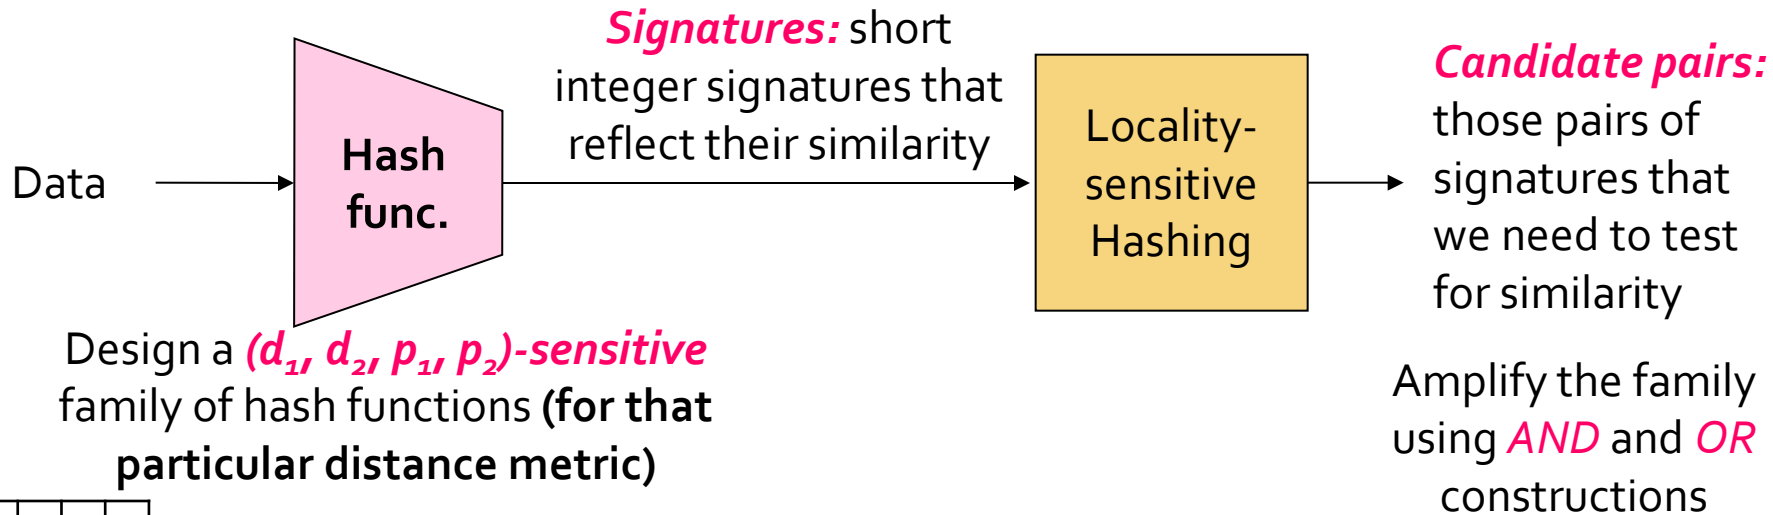 Data
Hash
func.
Signatures: short
integer signatures that
reflect their similarity
Locality-
sensitive
Hashing
Candidate pairs:
those pairs of
signatures that
we need to test
for similarity
Design a (d₁, d₂, p₁, p₂)-sensitive
family of hash functions (for that
particular distance metric)
Amplify the family
using AND and OR
constructions